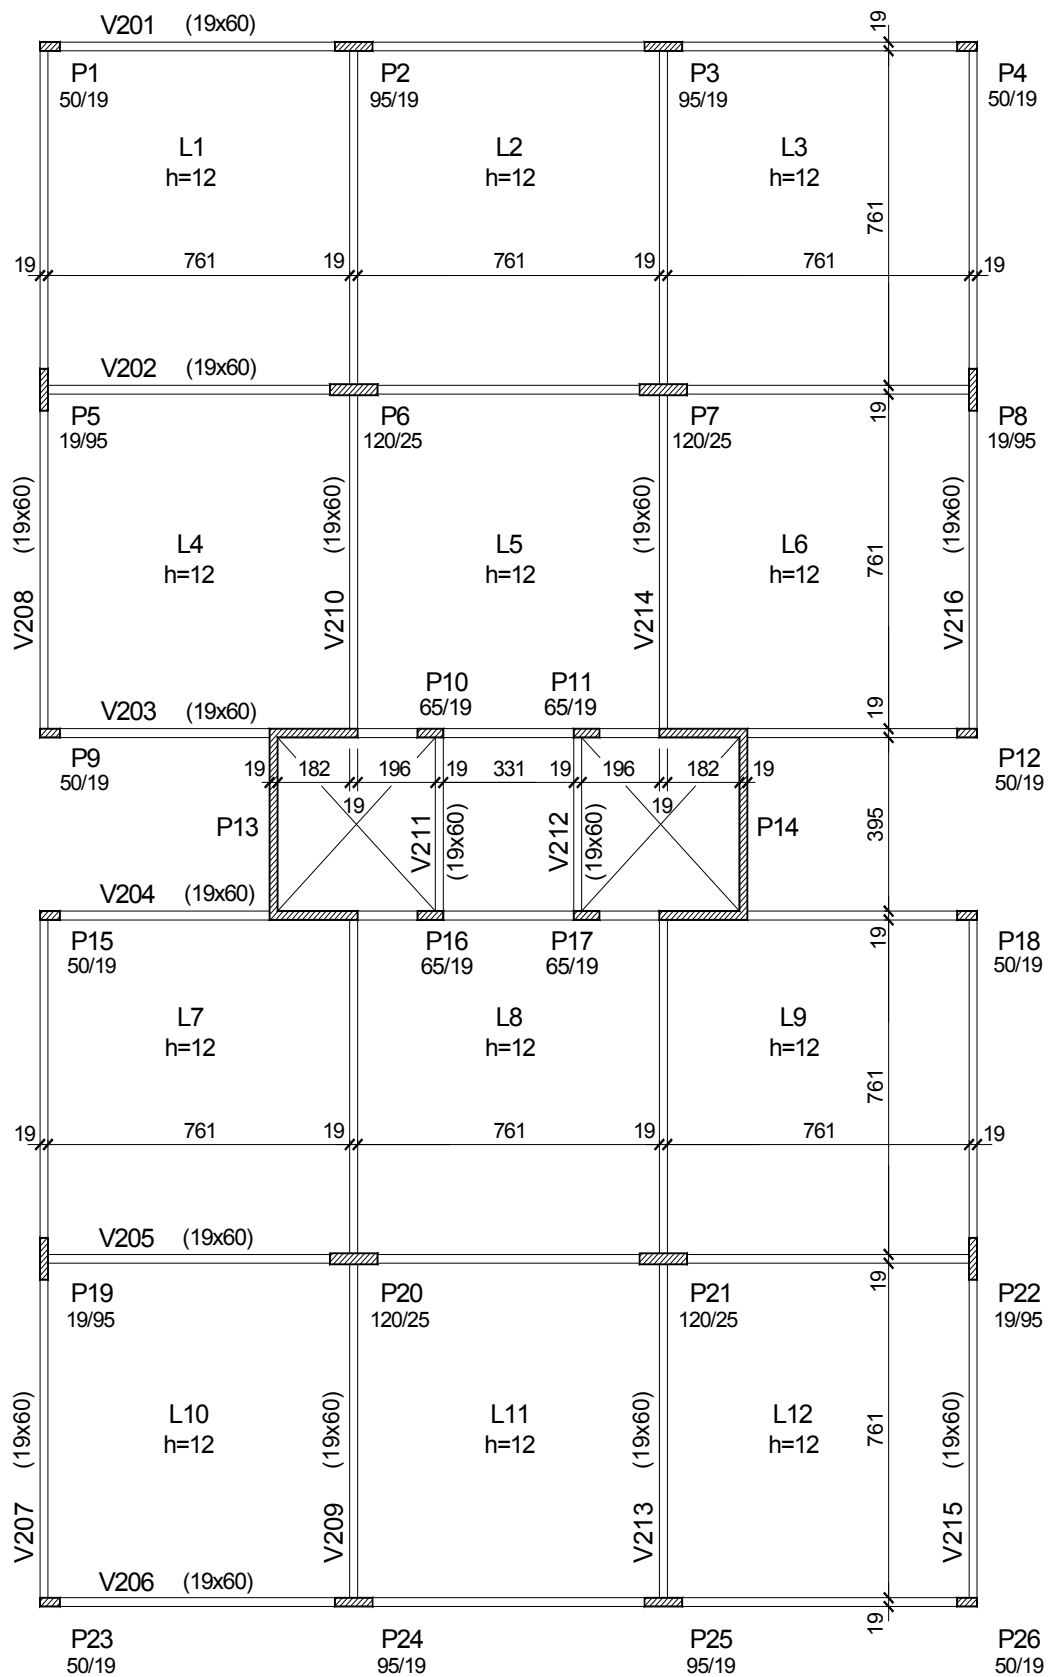 V201 (19x60)
19
P1
50/19
P2
95/19
P3
95/19
P4
50/19
L1
h=12
L2
h=12
L3
h=12
761
19
761
19
761
19
761
19
V202 (19x60)
19
P5
19/95
P6
120/25
P7
120/25
P8
19/95
V208 (19x60)
V210 (19x60)
V214 (19x60)
V216 (19x60)
L4
h=12
L5
h=12
L6
h=12
761
V203 (19x60)
P10
65/19
P11
65/19
19
P9
50/19
P12
50/19
19
182
196
19
331
19
196
182
19
19
19
P13
V211 (19x60)
V212 (19x60)
P14
395
V204 (19x60)
P15
50/19
P16
65/19
P17
65/19
19
P18
50/19
L7
h=12
L8
h=12
L9
h=12
761
19
761
19
761
19
761
19
V205 (19x60)
19
P19
19/95
P20
120/25
P21
120/25
P22
19/95
V207 (19x60)
V209 (19x60)
V213 (19x60)
V215 (19x60)
L10
h=12
L11
h=12
L12
h=12
761
V206 (19x60)
19
P23
50/19
P24
95/19
P25
95/19
P26
50/19